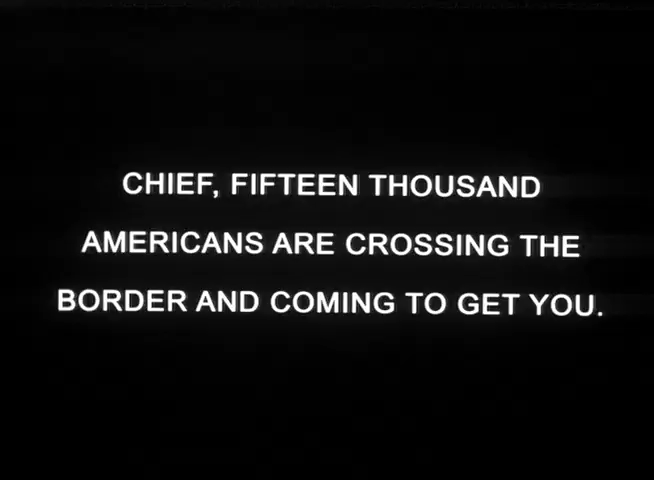 CHIEF, FIFTEEN THOUSAND
AMERICANS ARE CROSSING THE
BORDER AND COMING TO GET YOU.